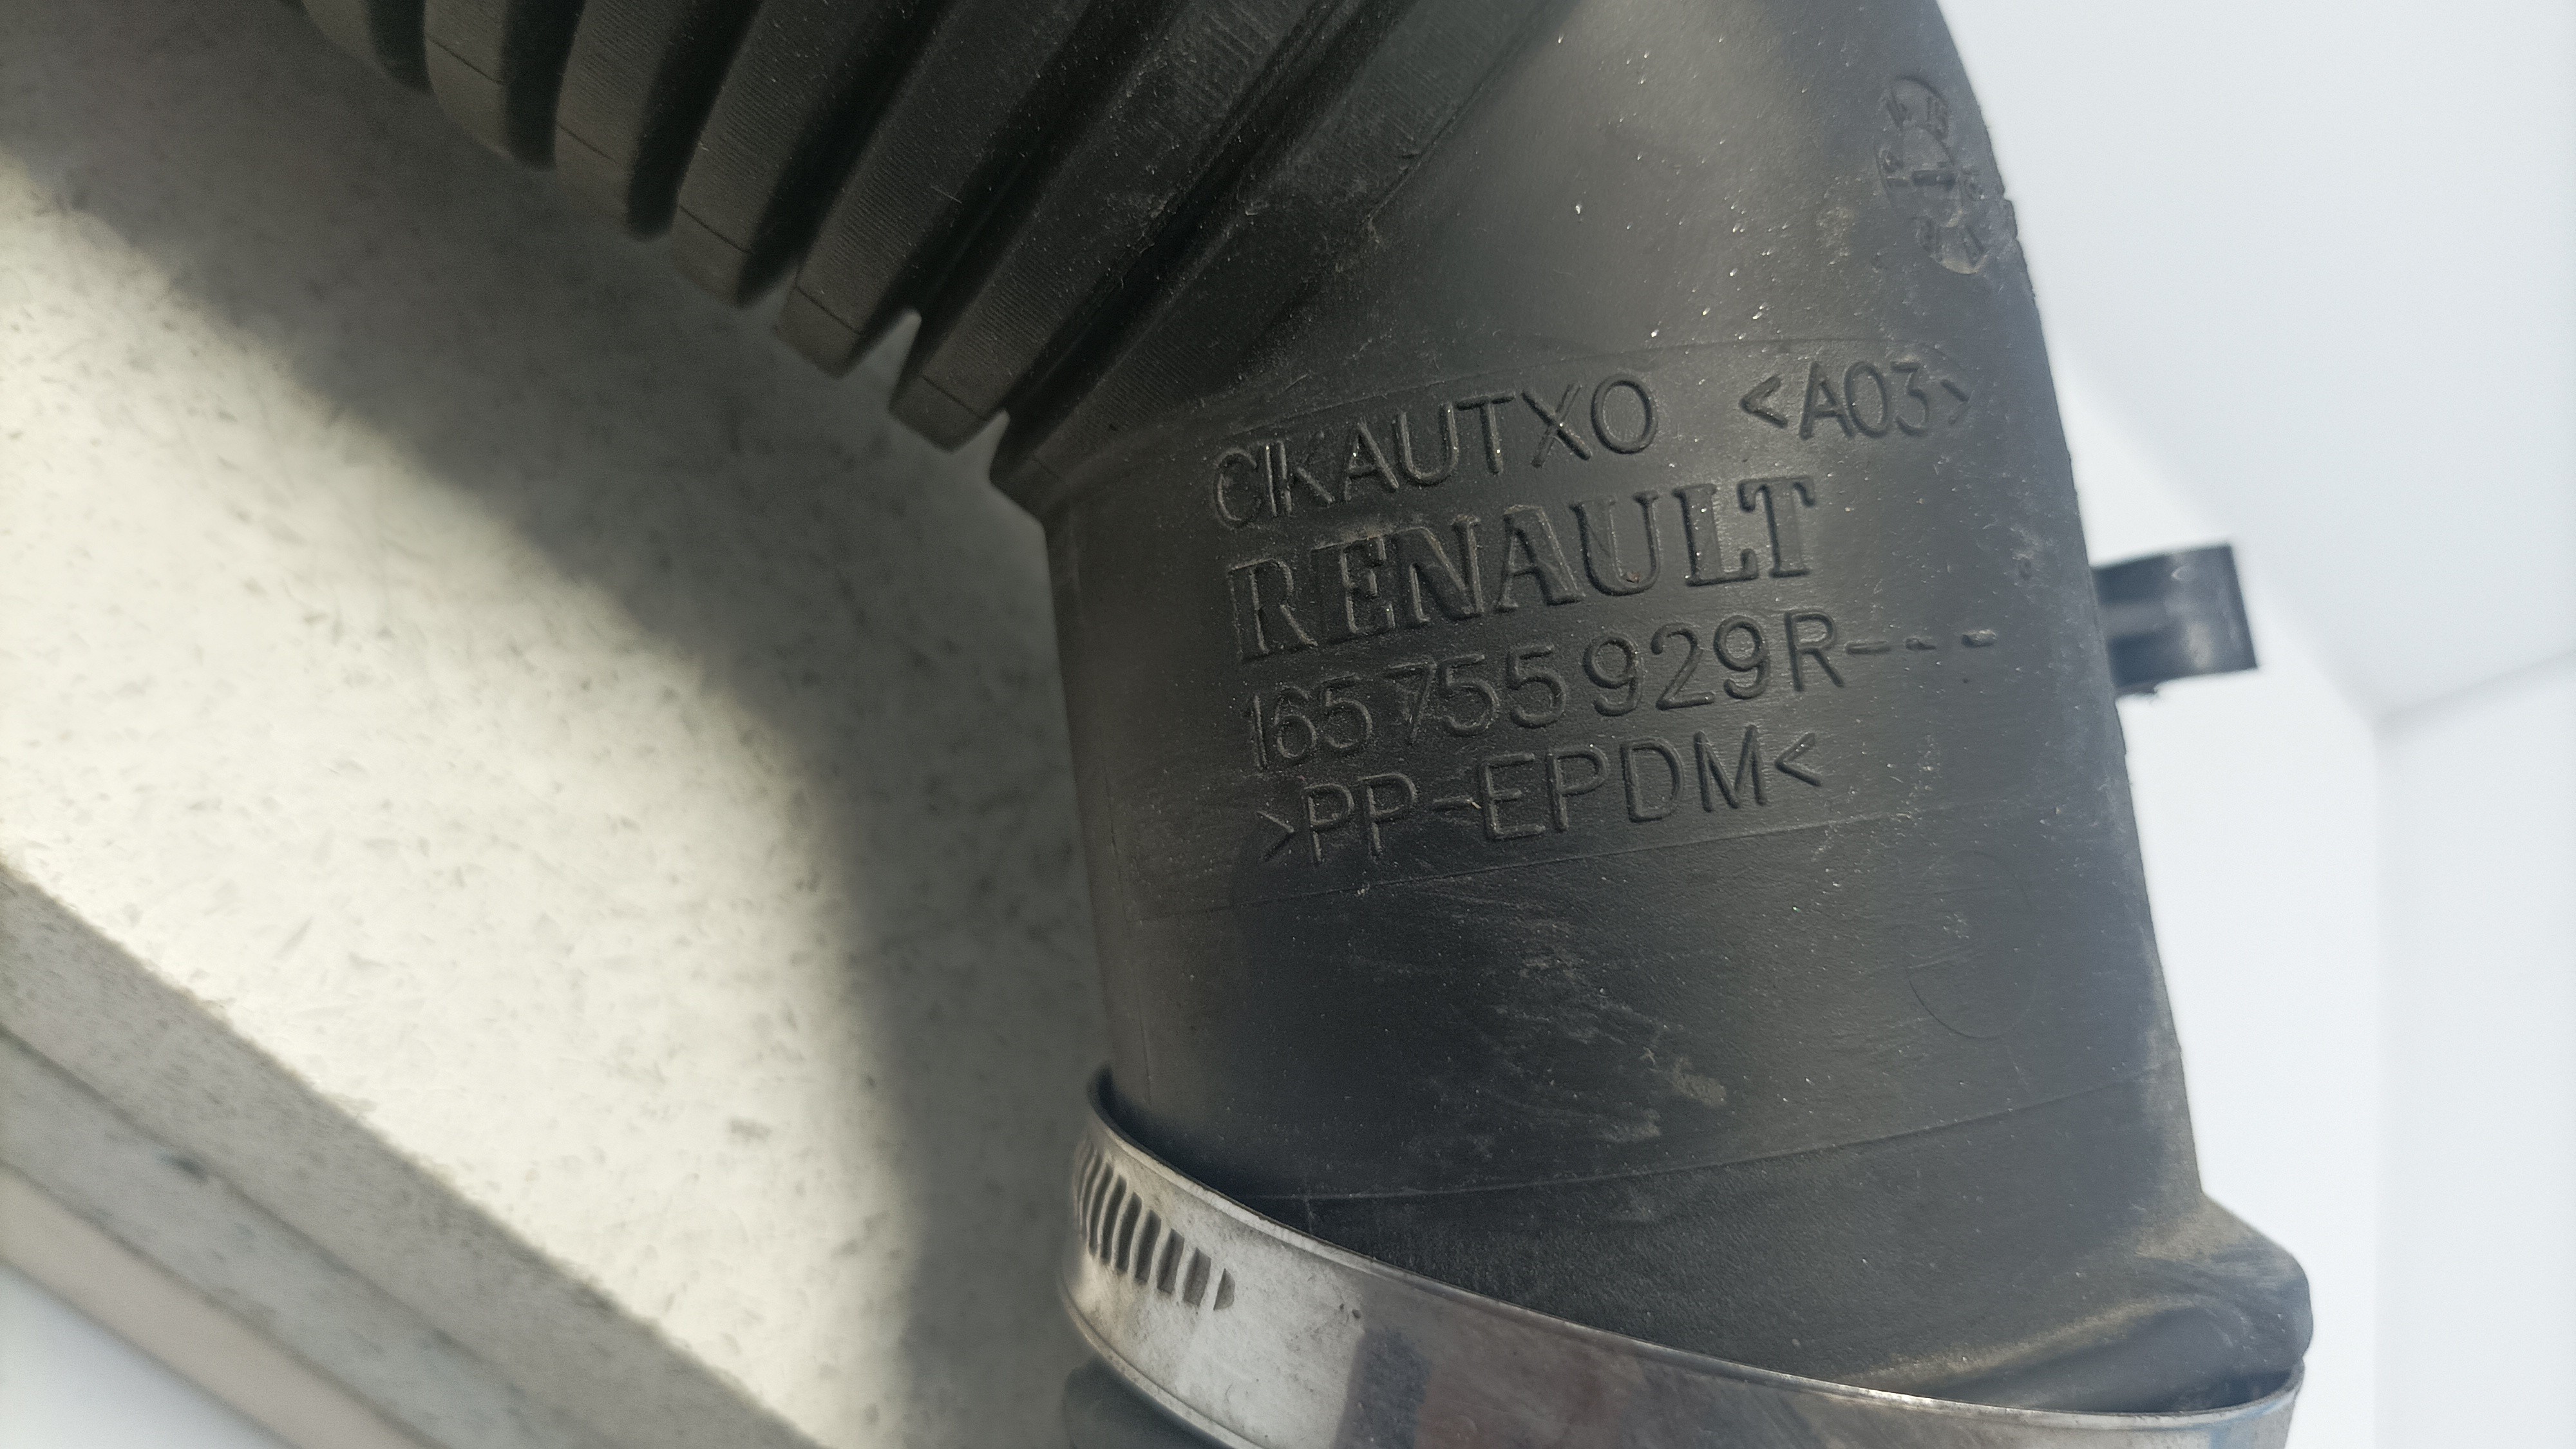 CIKAUTXO <A03>
RENAULT
165755929R---
>PP-EPDM<